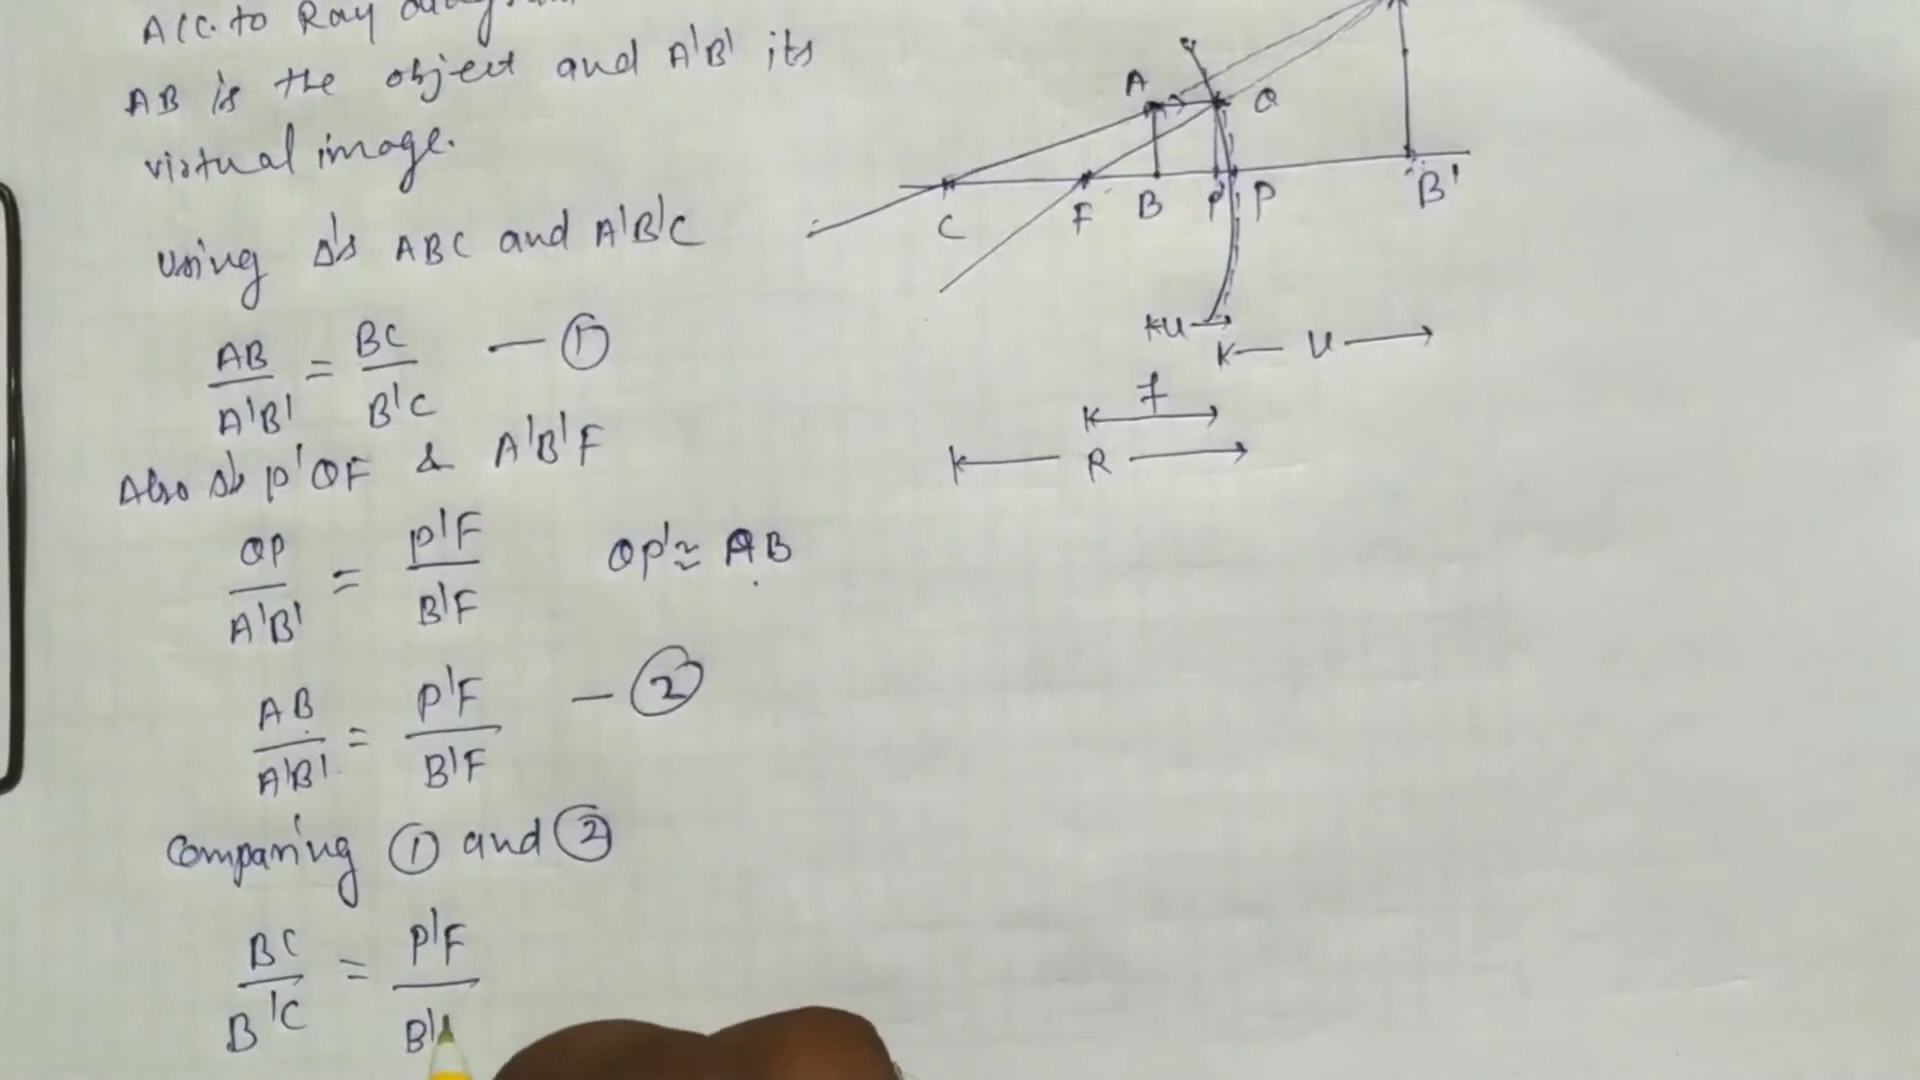 Acc. to Ray
AB is the object and A'B' its
virtual image.
Using Δ's ABC and A'B'C
AB/A'B' = BC/B'C — ①
Also Δs P'QF & A'B'F
QP/A'B' = P'F/B'F QP' ≃ AB
AB/A'B' = P'F/B'F — ②
Comparing ① and ②
BC/B'C = P'F/B'
A Q
C F B P' P B'
u
f
R